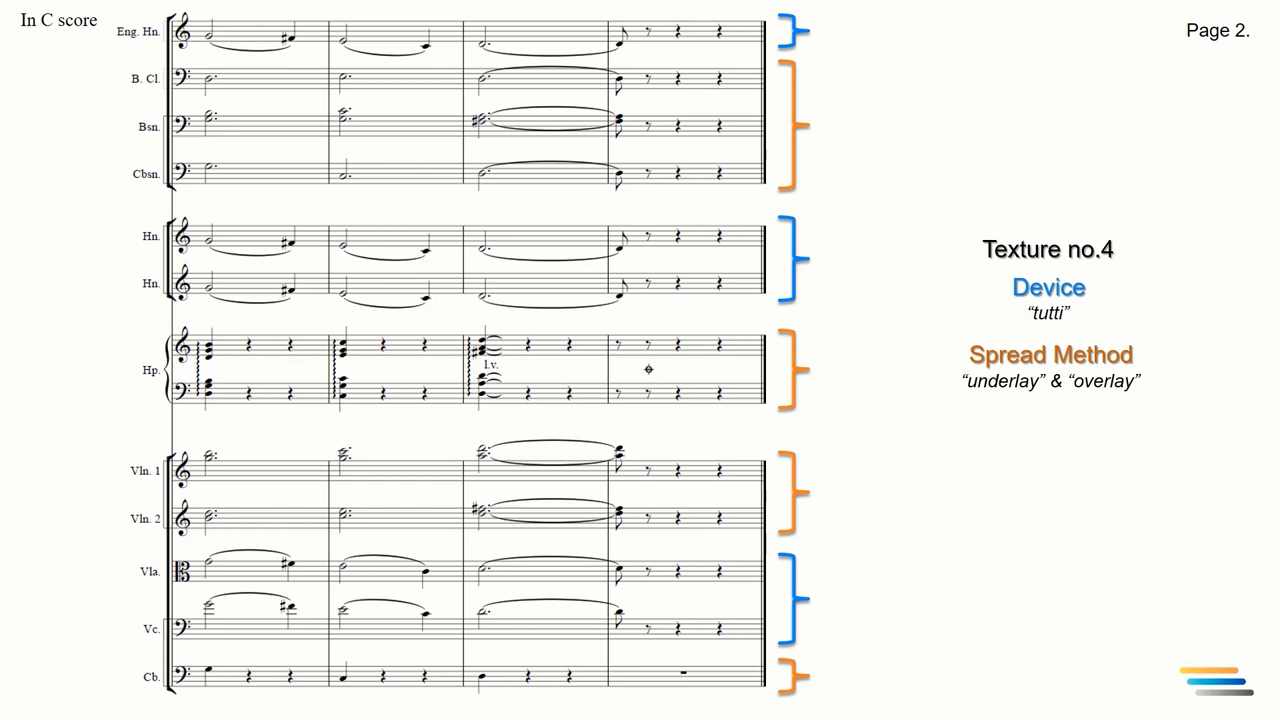 In C score
Page 2.
Eng. Hn.
B. Cl.
Bsn.
Cbsn.
Hn.
Hn.
Hp.
l.v.
Vln. 1
Vln. 2
Vla.
Vc.
Cb.
Texture no.4
Device
“tutti”
Spread Method
“underlay” & “overlay”